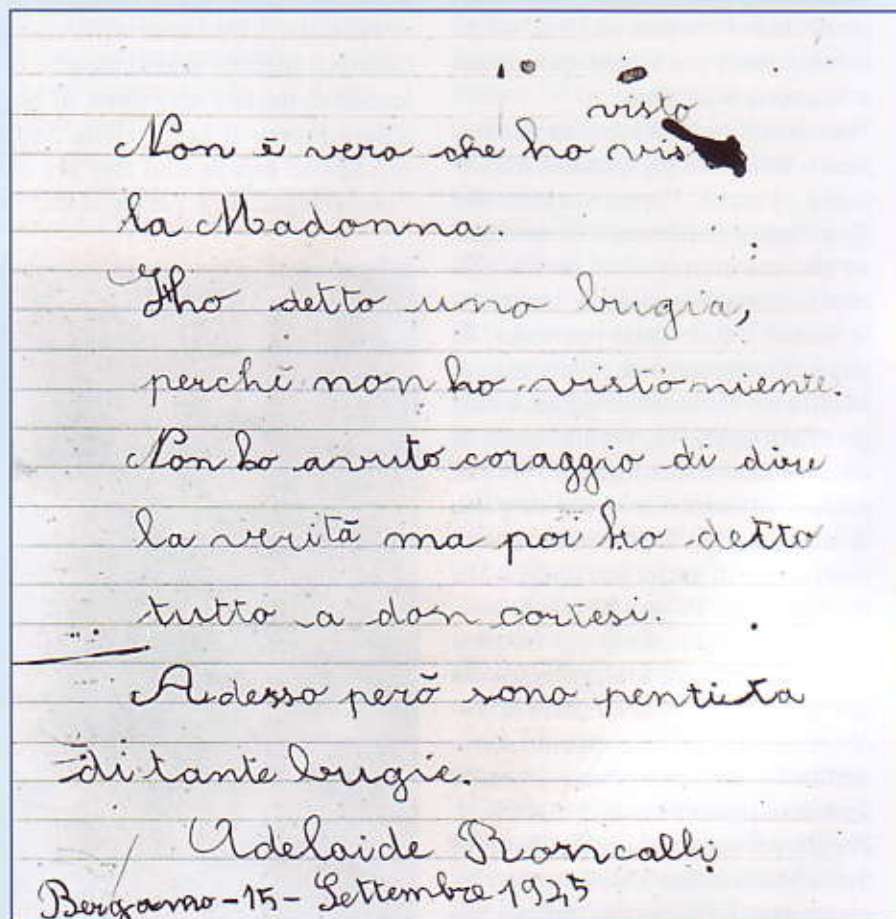 visto
Non è vero che ho vis
la Madonna.
Ho detto una bugia,
perchè non ho visto niente.
Non ho avuto coraggio di dire
la verità ma poi ho detto
tutto a don cortesi.
Adesso però sono pentita
di tante bugie.
Adelaide Roncalli
Bergamo-15-Settembre 1945